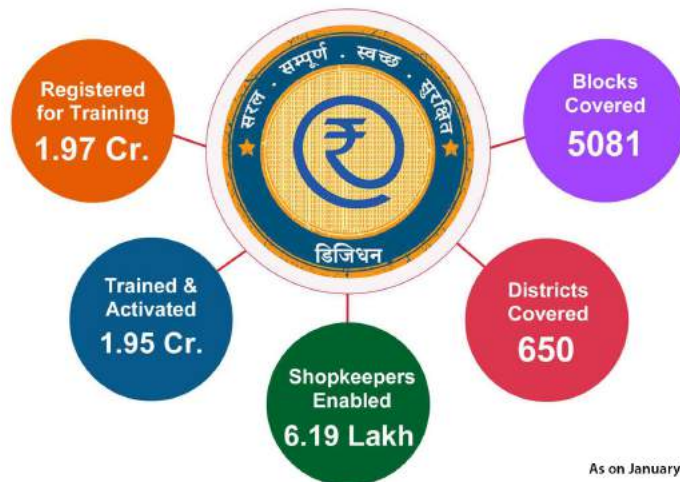 सरल . सम्पूर्ण . स्वच्छ . सुरक्षित
डिजिधन
Registered
for Training
1.97 Cr.
Blocks
Covered
5081
Trained &
Activated
1.95 Cr.
Districts
Covered
650
Shopkeepers
Enabled
6.19 Lakh
As on January